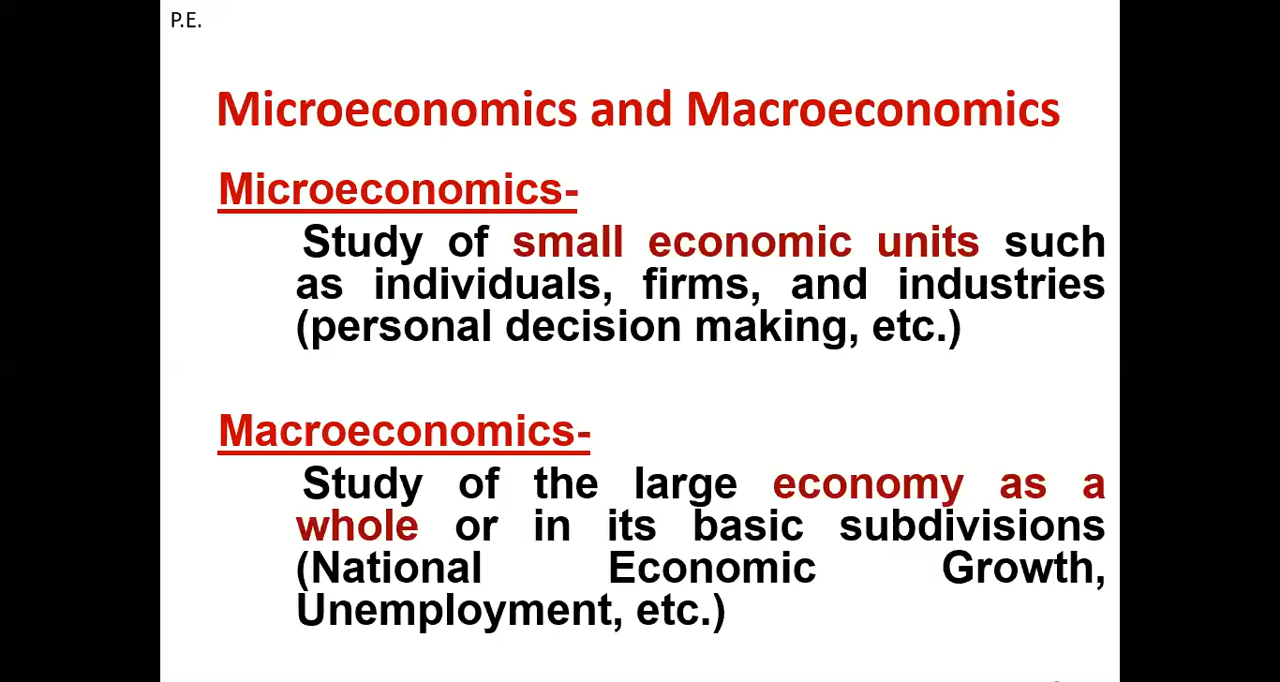 P.E.
Microeconomics and Macroeconomics
Microeconomics-
Study of small economic units such
as individuals, firms, and industries
(personal decision making, etc.)
Macroeconomics-
Study of the large economy as a
whole or in its basic subdivisions
(National Economic Growth,
Unemployment, etc.)